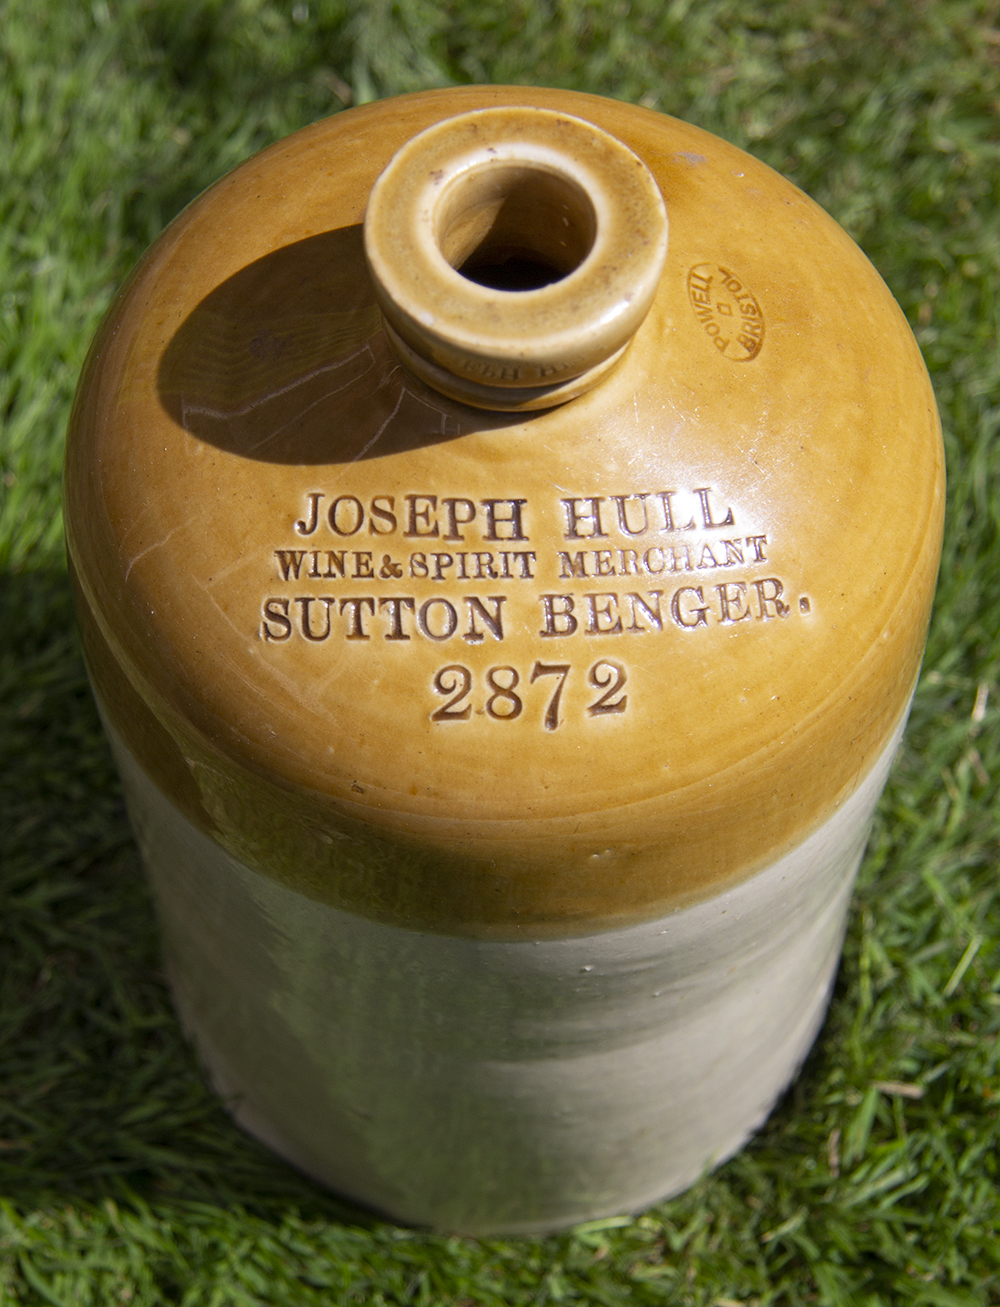 JOSEPH HULL
WINE & SPIRIT MERCHANT
SUTTON BENGER.
2872
POWELL
BRISTOL